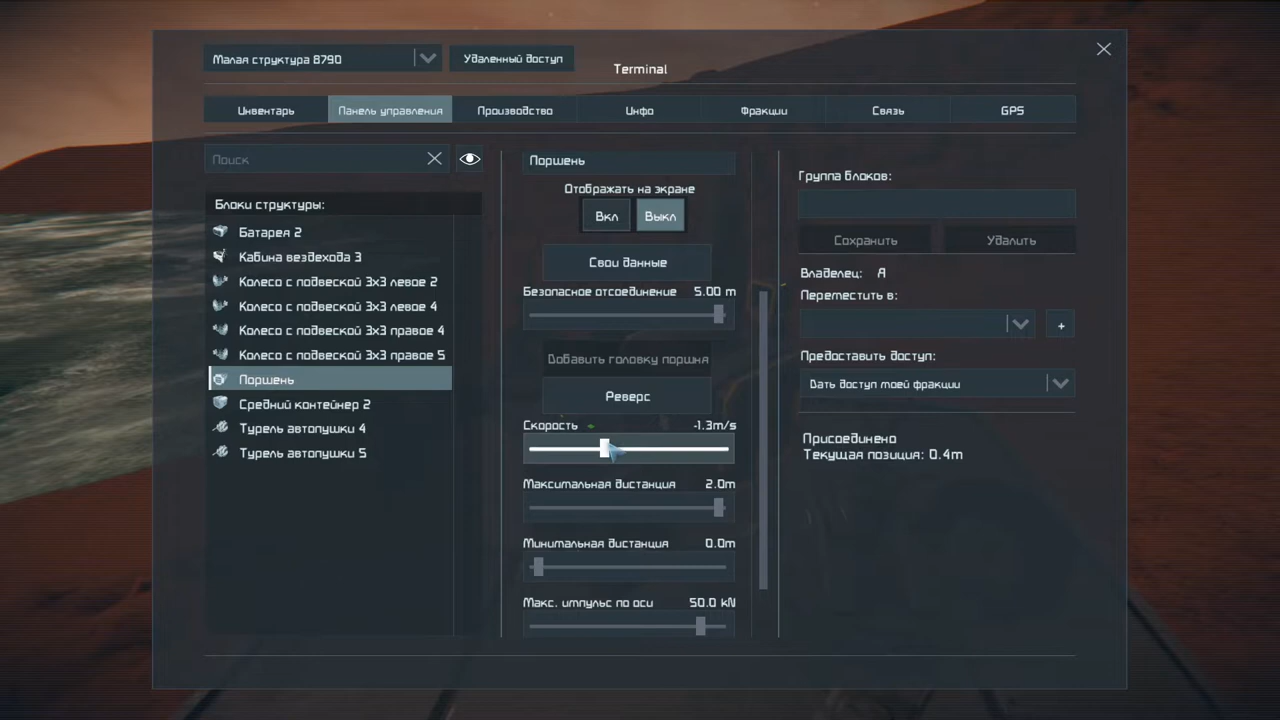 Малая структура 8790
Удаленный доступ
Terminal
Инвентарь
Панель управления
Производство
Инфо
Фракции
Связь
GPS
Поиск
Блоки структуры:
Батарея 2
Кабина вездехода 3
Колесо с подвеской 3x3 левое 2
Колесо с подвеской 3x3 левое 4
Колесо с подвеской 3x3 правое 4
Колесо с подвеской 3x3 правое 5
Поршень
Средний контейнер 2
Турель автопушки 4
Турель автопушки 5
Поршень
Отображать на экране
Вкл
Выкл
Свои данные
Безопасное отсоединение 5.00 m
Добавить головку поршня
Реверс
Скорость -1.3m/s
Максимальная дистанция 2.0m
Минимальная дистанция 0.0m
Макс. импульс по оси 50.0 kN
Группа блоков:
Сохранить
Удалить
Владелец: A
Переместить в:
+
Предоставить доступ:
Дать доступ моей фракции
Присоединено
Текущая позиция: 0.4m